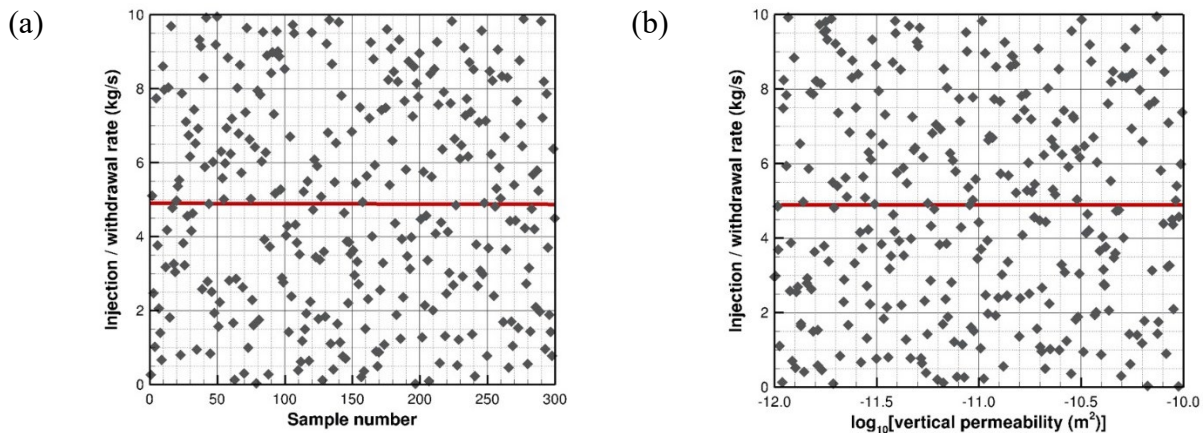 (a)
Injection / withdrawal rate (kg/s)
10
8
6
4
2
0
0 50 100 150 200 250 300
Sample number
(b)
Injection / withdrawal rate (kg/s)
10
8
6
4
2
0
-12.0 -11.5 -11.0 -10.5 -10.0
log10[vertical permeability (m²)]